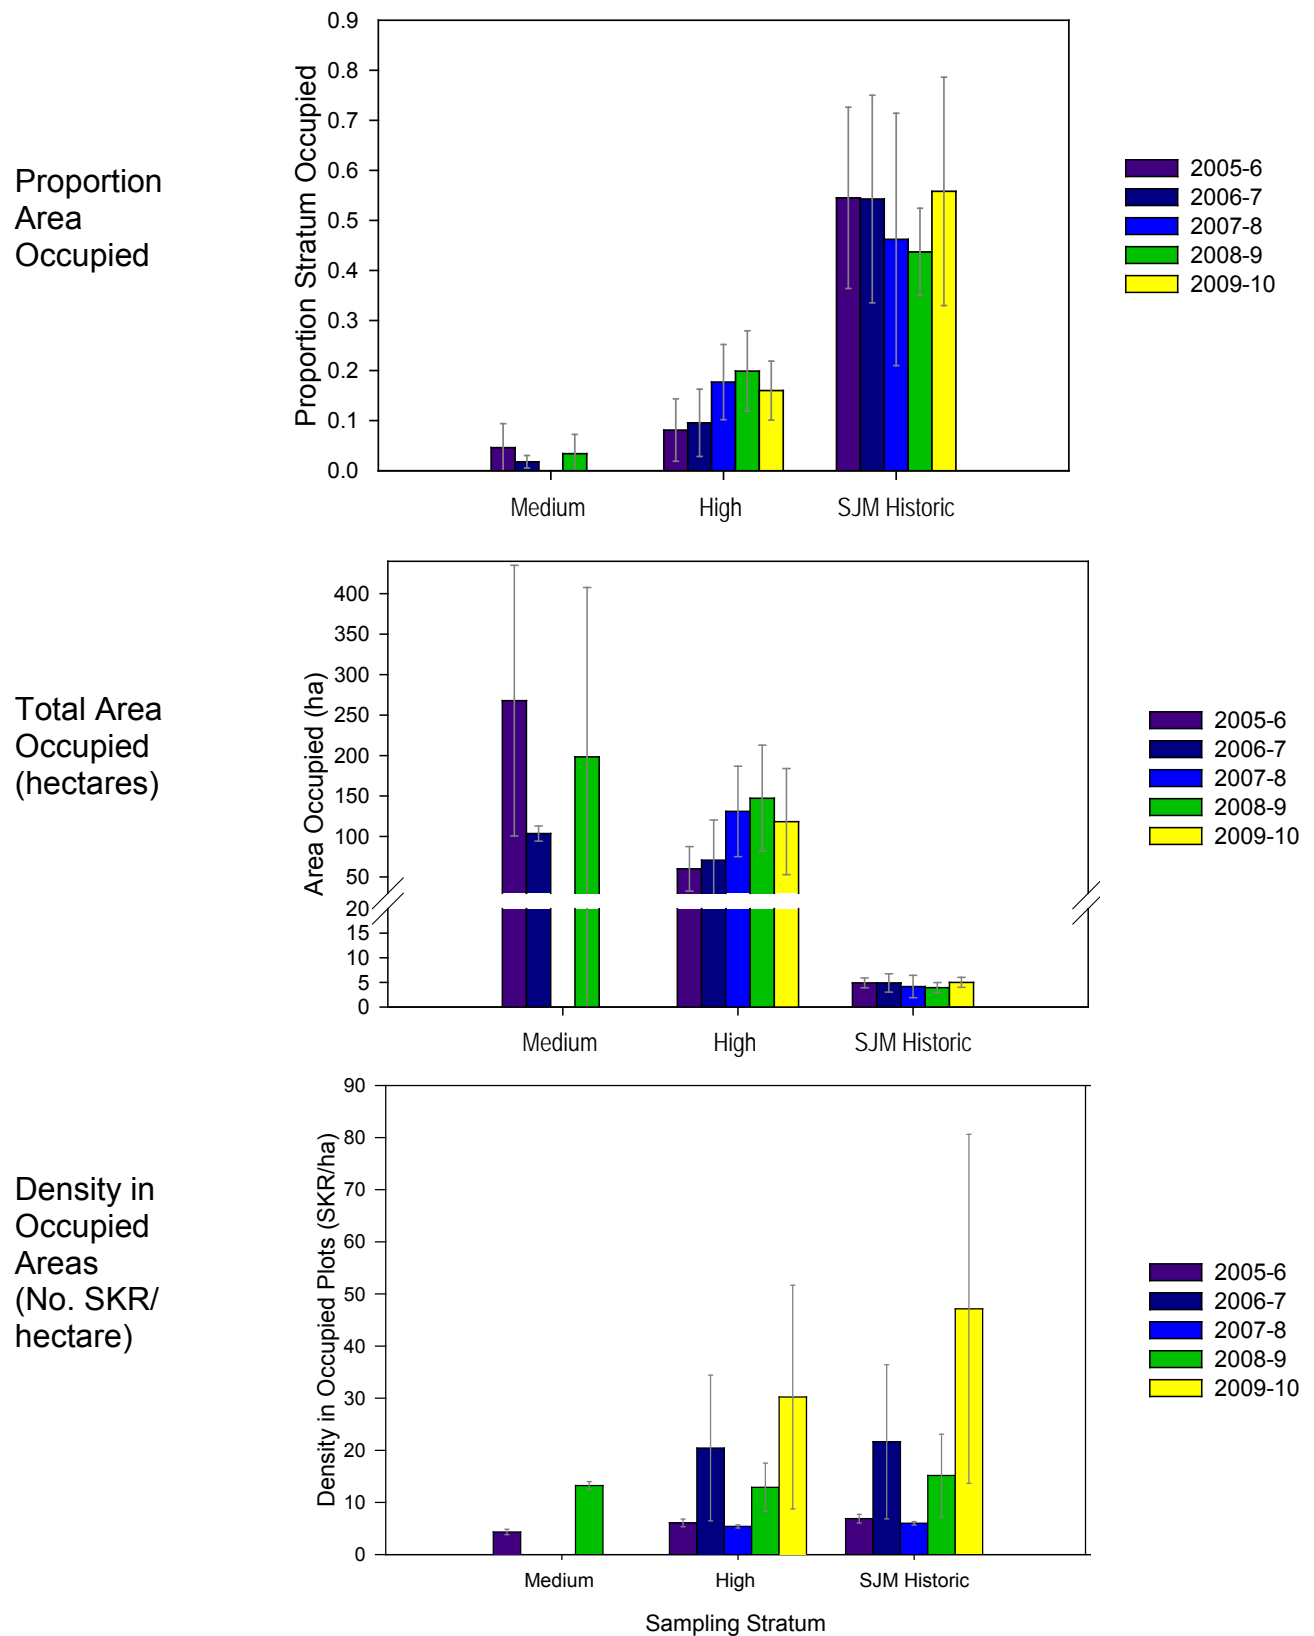 Proportion
Area
Occupied
Proportion Stratum Occupied
0.9
0.8
0.7
0.6
0.5
0.4
0.3
0.2
0.1
0.0
Medium High SJM Historic
2005-6
2006-7
2007-8
2008-9
2009-10
Total Area
Occupied
(hectares)
Area Occupied (ha)
400
350
300
250
200
150
100
50
20
15
10
5
0
Medium High SJM Historic
2005-6
2006-7
2007-8
2008-9
2009-10
Density in
Occupied
Areas
(No. SKR/
hectare)
Density in Occupied Plots (SKR/ha)
90
80
70
60
50
40
30
20
10
0
Medium High SJM Historic
Sampling Stratum
2005-6
2006-7
2007-8
2008-9
2009-10